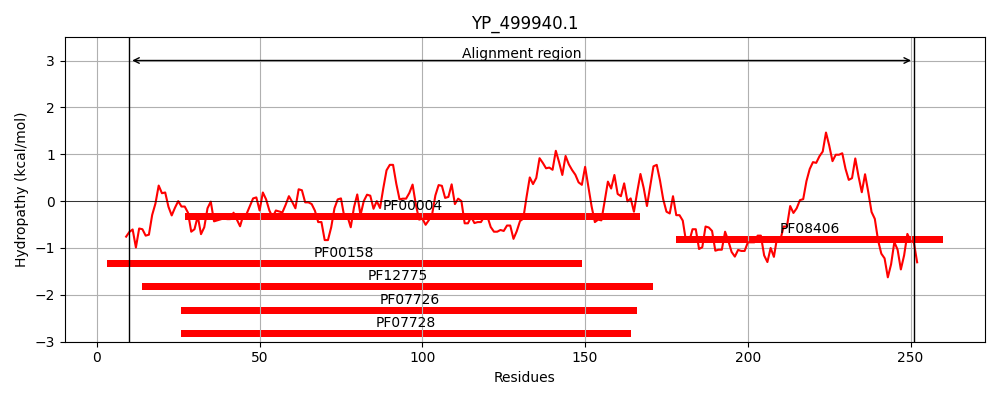 YP_499940.1
Hydropathy (kcal/mol)
3
2
1
0
−1
−2
−3
Alignment region
PF00004
PF08406
PF00158
PF12775
PF07726
PF07728
0 50 100 150 200 250
Residues